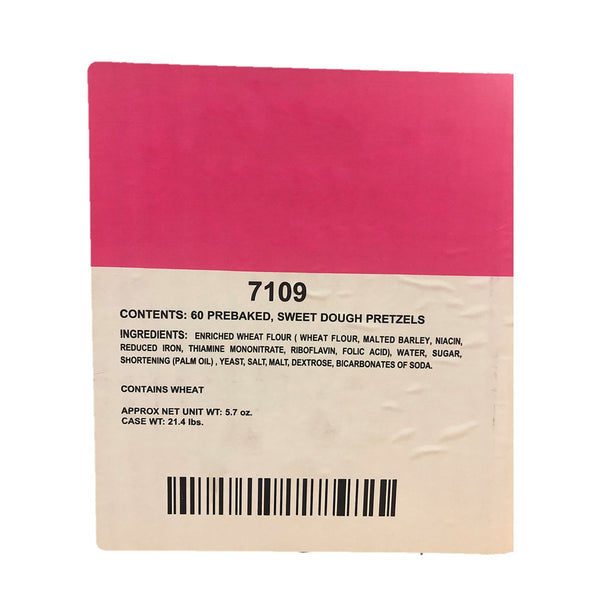 7109
CONTENTS: 60 PREBAKED, SWEET DOUGH PRETZELS
INGREDIENTS: ENRICHED WHEAT FLOUR ( WHEAT FLOUR, MALTED BARLEY, NIACIN,
REDUCED IRON, THIAMINE MONONITRATE, RIBOFLAVIN, FOLIC ACID), WATER, SUGAR,
SHORTENING (PALM OIL) , YEAST, SALT, MALT, DEXTROSE, BICARBONATES OF SODA.
CONTAINS WHEAT
APPROX NET UNIT WT: 5.7 oz.
CASE WT: 21.4 lbs.